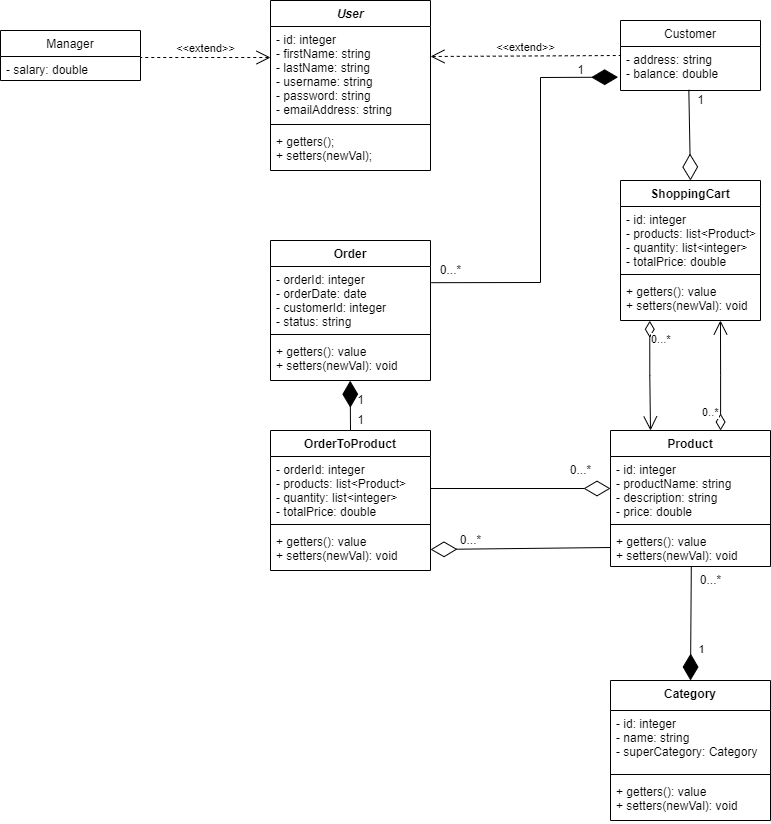 User
- id: integer
- firstName: string
- lastName: string
- username: string
- password: string
- emailAddress: string
+ getters();
+ setters(newVal);
Manager
- salary: double
<<extend>>
<<extend>>
Customer
- address: string
- balance: double
1
1
ShoppingCart
- id: integer
- products: list<Product>
- quantity: list<integer>
- totalPrice: double
+ getters(): value
+ setters(newVal): void
Order
- orderId: integer
- orderDate: date
- customerId: integer
- status: string
+ getters(): value
+ setters(newVal): void
0...*
0...*
0..*
1
1
OrderToProduct
- orderId: integer
- products: list<Product>
- quantity: list<integer>
- totalPrice: double
+ getters(): value
+ setters(newVal): void
0...*
0...*
Product
- id: integer
- productName: string
- description: string
- price: double
+ getters(): value
+ setters(newVal): void
0...*
1
Category
- id: integer
- name: string
- superCategory: Category
+ getters(): value
+ setters(newVal): void